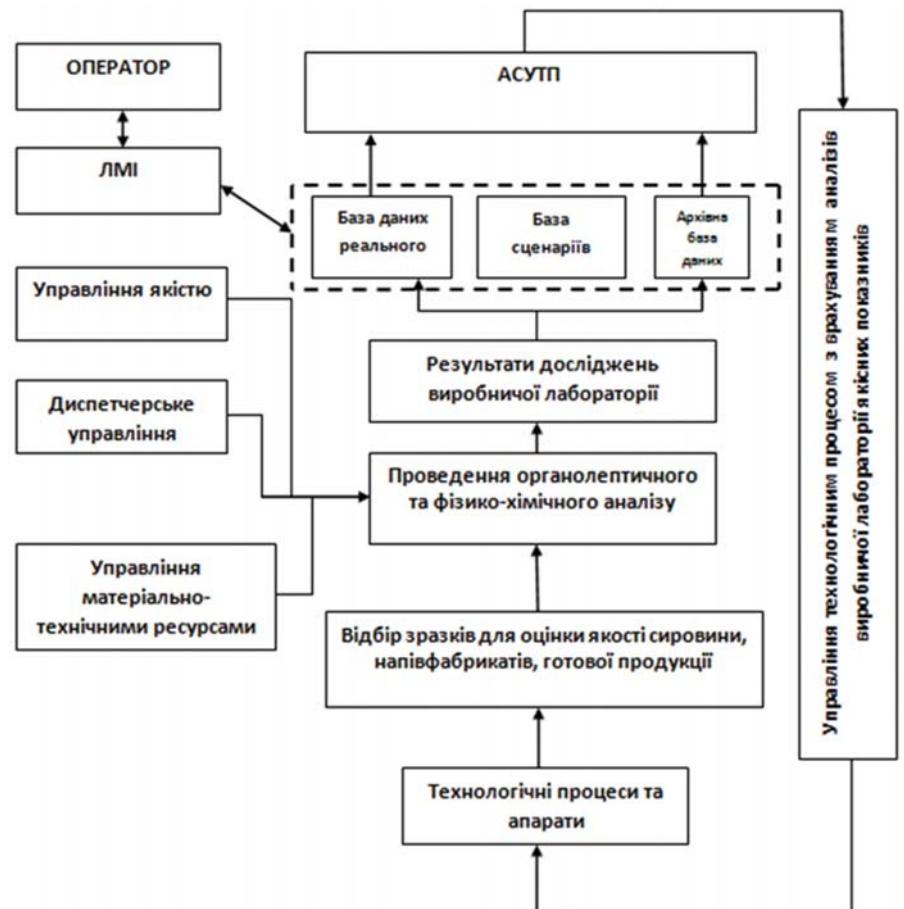 ОПЕРАТОР
АСУТП
ЛМІ
База даних
реального
База
сценаріїв
Архівна
база
даних
Управління якістю
Результати досліджень
виробничої лабораторії
Диспетчерське
управління
Проведення органолептичного
та фізико-хімічного аналізу
Управління
матеріально-
технічними ресурсами
Відбір зразків для оцінки якості сировини,
напівфабрикатів, готової продукції
Технологічні процеси та
апарати
Управління технологічним процесом з врахуванням аналізів
виробничої лабораторії якісних показників